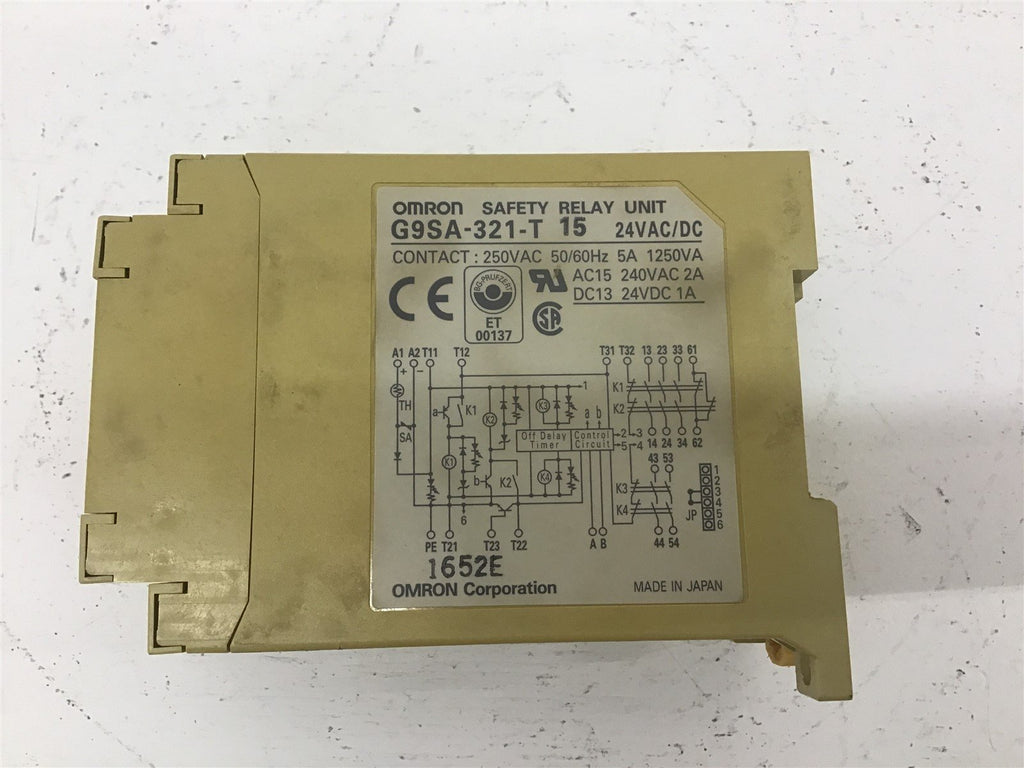 OMRON SAFETY RELAY UNIT
G9SA-321-T 15 24VAC/DC
CONTACT : 250VAC 50/60Hz 5A 1250VA
AC15 240VAC 2A
DC13 24VDC 1A
CE
BG-PRÜFZERT
ET
00137
A1 A2 T11 T12 T31 T32 13 23 33 61
+ −
TH
SA
a K1 K2 K3 a b 1
K1
K2
Off Delay Timer
Control Circuit
2 3
5 4
14 24 34 62
43 53
K1 b K2 K4
K3
K4
6
JP
1
2
3
4
5
6
PE T21 T23 T22 A B 44 54
1652E
OMRON Corporation MADE IN JAPAN